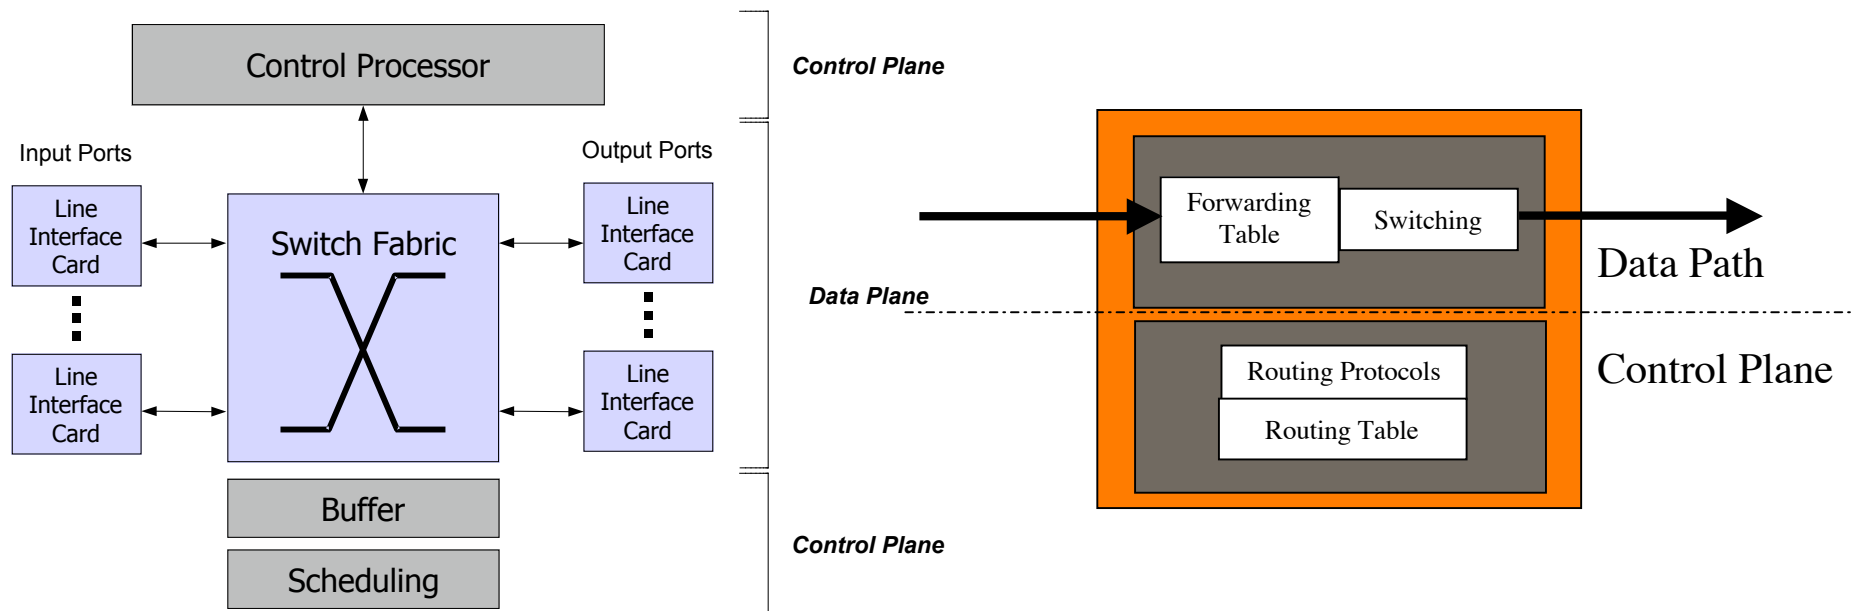 Control Processor
Control Plane
Input Ports
Output Ports
Line
Interface
Card
Switch Fabric
Line
Interface
Card
Line
Interface
Card
Line
Interface
Card
Data Plane
Buffer
Scheduling
Control Plane
Forwarding
Table
Switching
Data Path
Routing Protocols
Routing Table
Control Plane